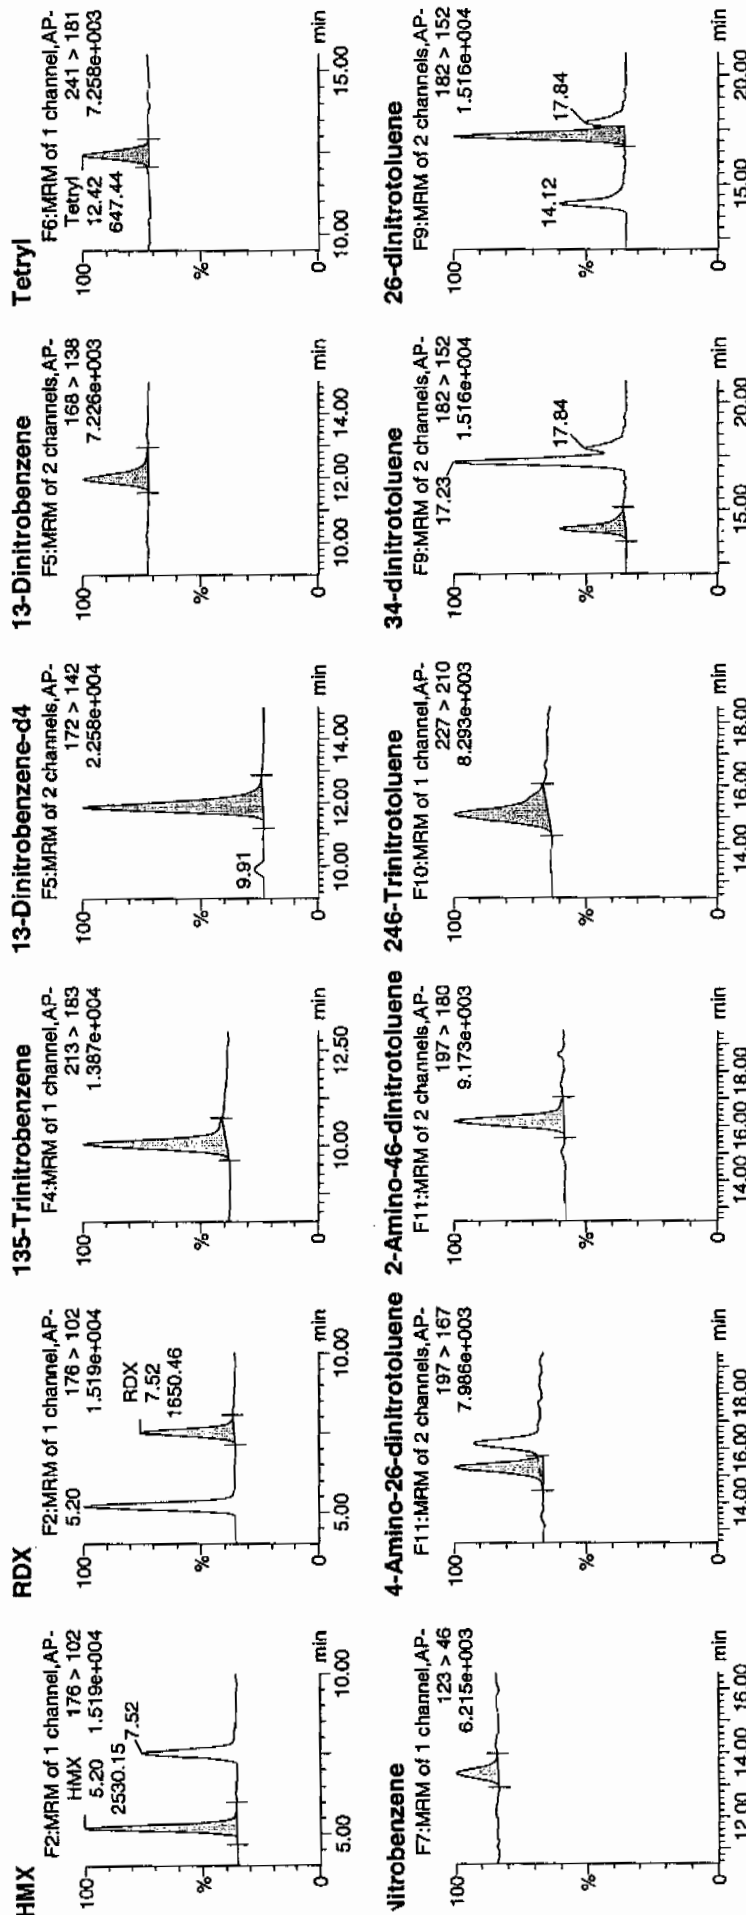 HMX
F2:MRM of 1 channel,AP-
176 > 102
1.519e+004
HMX
5.20
2530.15
7.52
100
%
0
5.00 10.00
min
RDX
F2:MRM of 1 channel,AP-
176 > 102
1.519e+004
5.20
RDX
7.52
1650.46
100
%
0
5.00 10.00
min
135-Trinitrobenzene
F4:MRM of 1 channel,AP-
213 > 183
1.387e+004
100
%
0
10.00 12.50
min
13-Dinitrobenzene-d4
F5:MRM of 2 channels,AP-
172 > 142
2.258e+004
9.91
100
%
0
10.00 12.00 14.00
min
13-Dinitrobenzene
F5:MRM of 2 channels,AP-
168 > 138
7.226e+003
100
%
0
10.00 12.00 14.00
min
Tetryl
F6:MRM of 1 channel,AP-
241 > 181
7.258e+003
Tetryl
12.42
647.44
100
%
0
10.00 15.00
min
Nitrobenzene
F7:MRM of 1 channel,AP-
123 > 46
6.215e+003
100
%
0
12.00 14.00 16.00
min
4-Amino-26-dinitrotoluene
F11:MRM of 2 channels,AP-
197 > 167
7.986e+003
100
%
0
14.00 16.00 18.00
min
2-Amino-46-dinitrotoluene
F11:MRM of 2 channels,AP-
197 > 180
9.173e+003
100
%
0
14.00 16.00 18.00
min
246-Trinitrotoluene
F10:MRM of 1 channel,AP-
227 > 210
8.293e+003
100
%
0
14.00 16.00 18.00
min
34-dinitrotoluene
F9:MRM of 2 channels,AP-
182 > 152
1.516e+004
17.23
17.84
100
%
0
15.00 20.00
min
26-dinitrotoluene
F9:MRM of 2 channels,AP-
182 > 152
1.516e+004
14.12
17.84
100
%
0
15.00 20.00
min